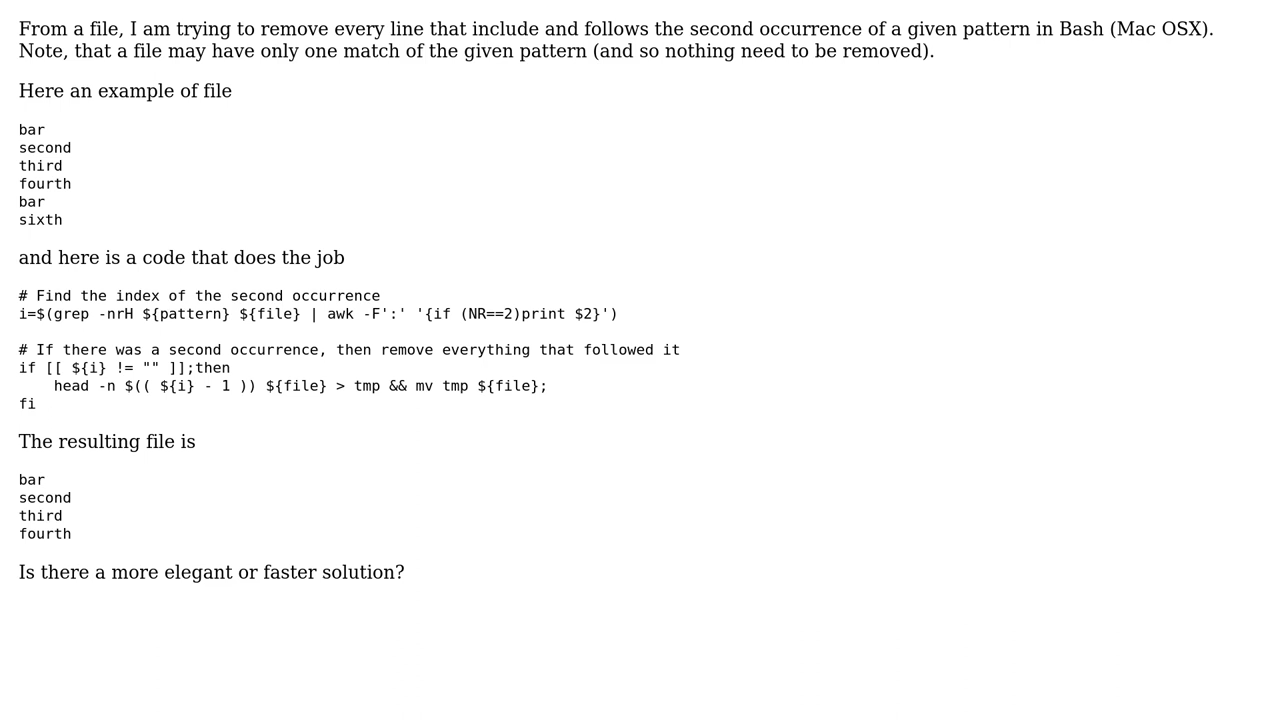 From a file, I am trying to remove every line that include and follows the second occurrence of a given pattern in Bash (Mac OSX).
Note, that a file may have only one match of the given pattern (and so nothing need to be removed).
Here an example of file
bar
second
third
fourth
bar
sixth
and here is a code that does the job
# Find the index of the second occurrence
i=$(grep -nrH ${pattern} ${file} | awk -F':' '{if (NR==2)print $2}')
# If there was a second occurrence, then remove everything that followed it
if [[ ${i} != "" ]];then
    head -n $(( ${i} - 1 )) ${file} > tmp && mv tmp ${file};
fi
The resulting file is
bar
second
third
fourth
Is there a more elegant or faster solution?